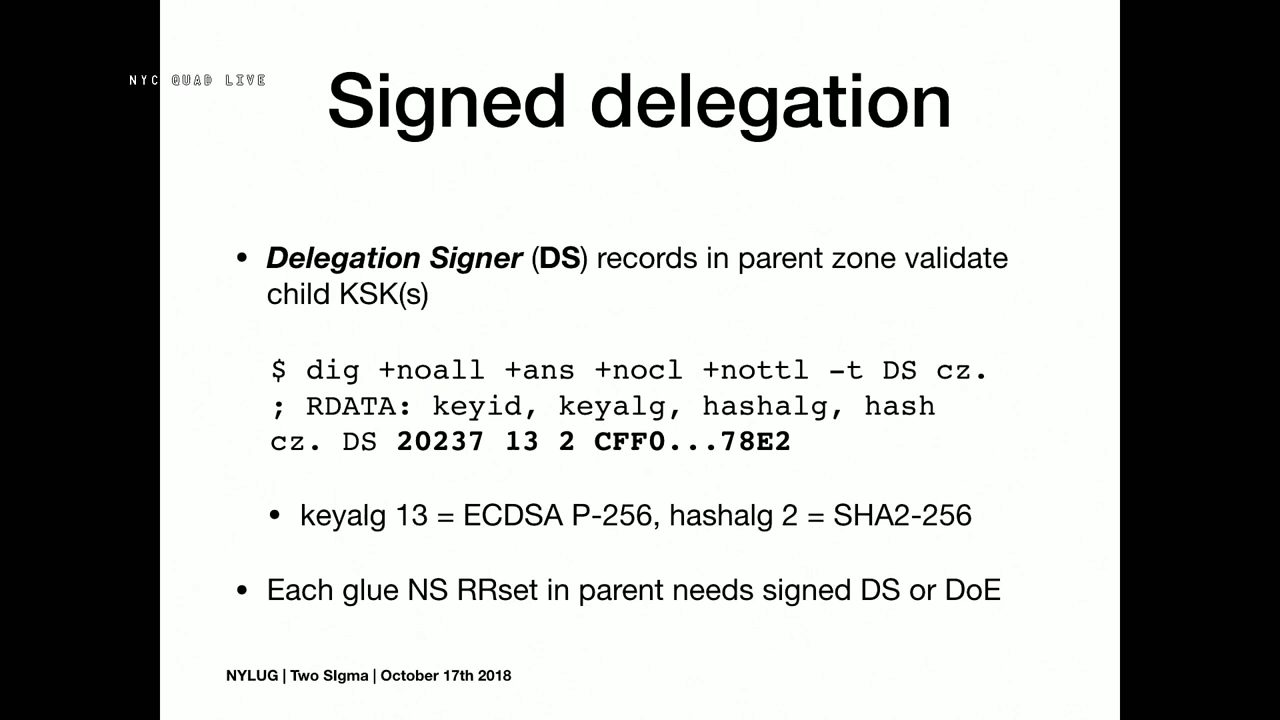 NYC QUAD LIVE
Signed delegation
• Delegation Signer (DS) records in parent zone validate
child KSK(s)
$ dig +noall +ans +nocl +nottl -t DS cz.
; RDATA: keyid, keyalg, hashalg, hash
cz. DS 20237 13 2 CFF0...78E2
• keyalg 13 = ECDSA P-256, hashalg 2 = SHA2-256
• Each glue NS RRset in parent needs signed DS or DoE
NYLUG | Two SIgma | October 17th 2018